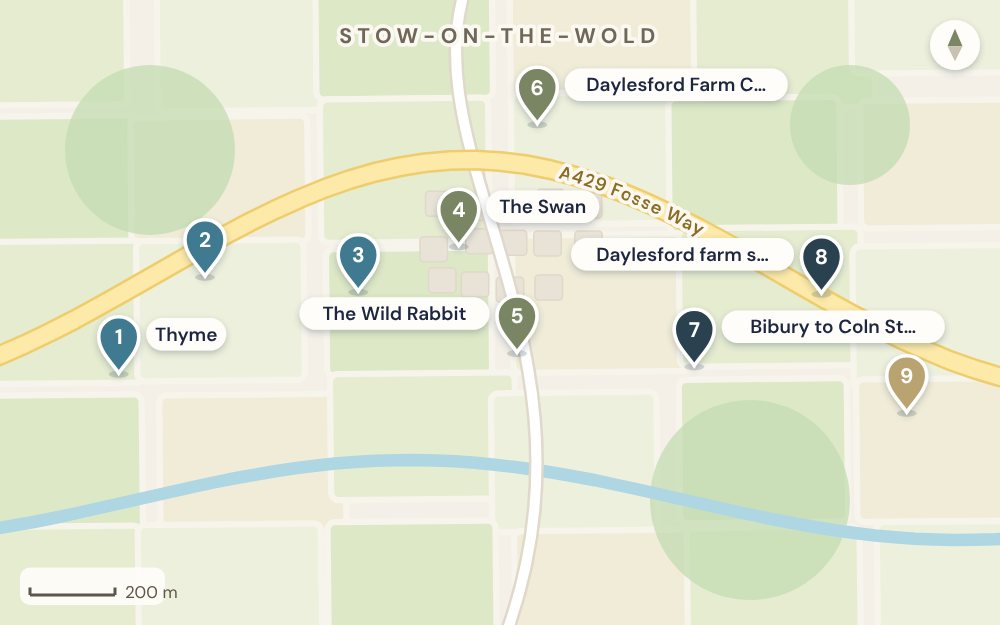 STOW-ON-THE-WOLD
6
Daylesford Farm C...
A429 Fosse Way
4
The Swan
2
3
Daylesford farm s...
8
The Wild Rabbit
5
1
Thyme
7
Bibury to Coln St...
9
200 m